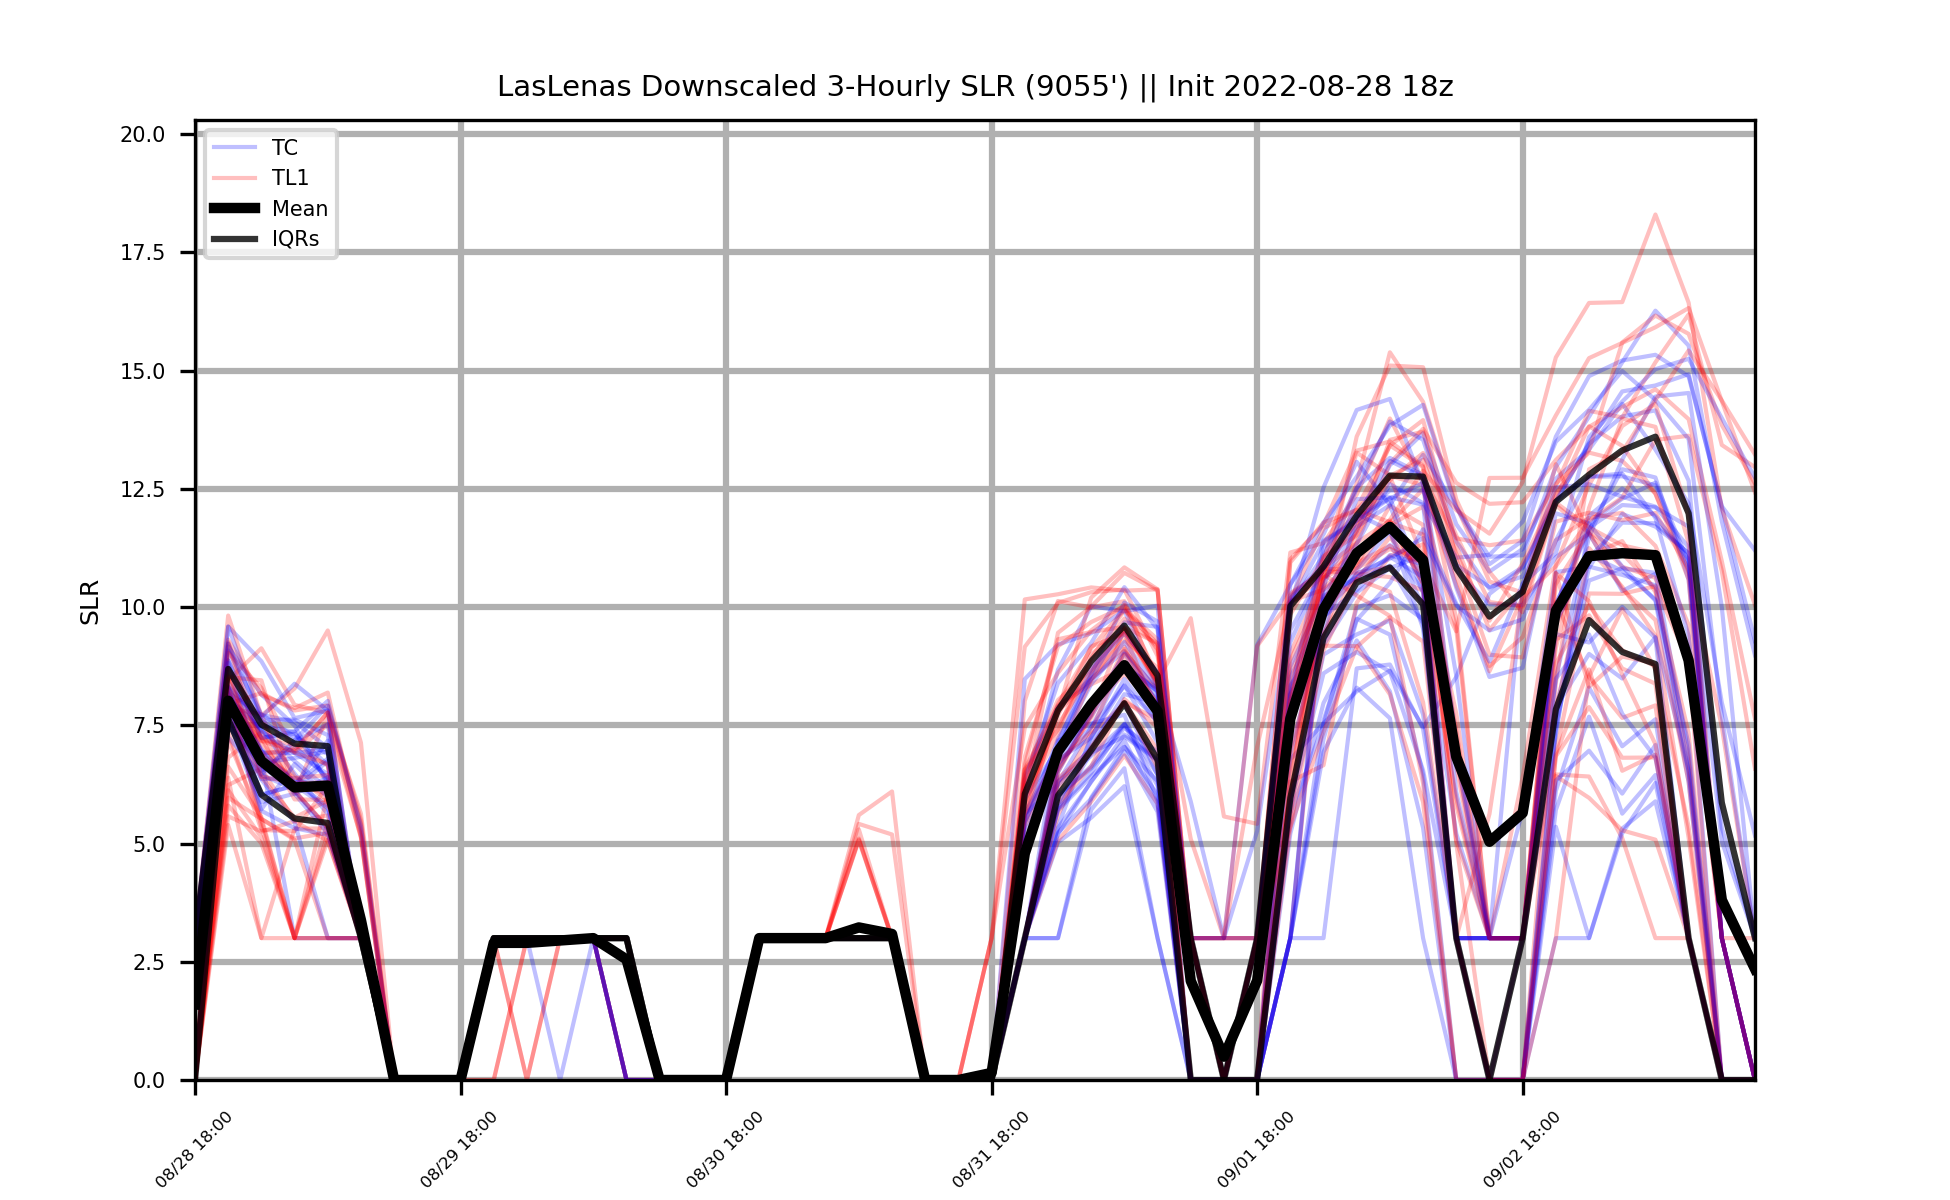 LasLenas Downscaled 3-Hourly SLR (9055') || Init 2022-08-28 18z
TC
TL1
Mean
IQRs
SLR
20.0
17.5
15.0
12.5
10.0
7.5
5.0
2.5
0.0
08/28 18:00
08/29 18:00
08/30 18:00
08/31 18:00
09/01 18:00
09/02 18:00